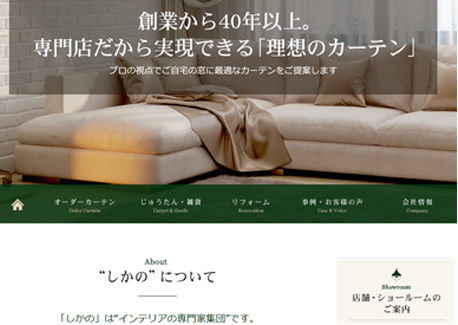 創業から40年以上。
専門店だから実現できる「理想のカーテン」
プロの視点でご自宅の窓に最適なカーテンをご提案します
オーダーカーテン じゅうたん・雑貨 リフォーム 事例・お客様の声 会社情報
Order Curtain Carpet & Goods Renovation Case & Voice Company
About
“しかの” について
「しかの」は“インテリアの専門家集団”です。
Showroom
店舗・ショールームの
ご案内